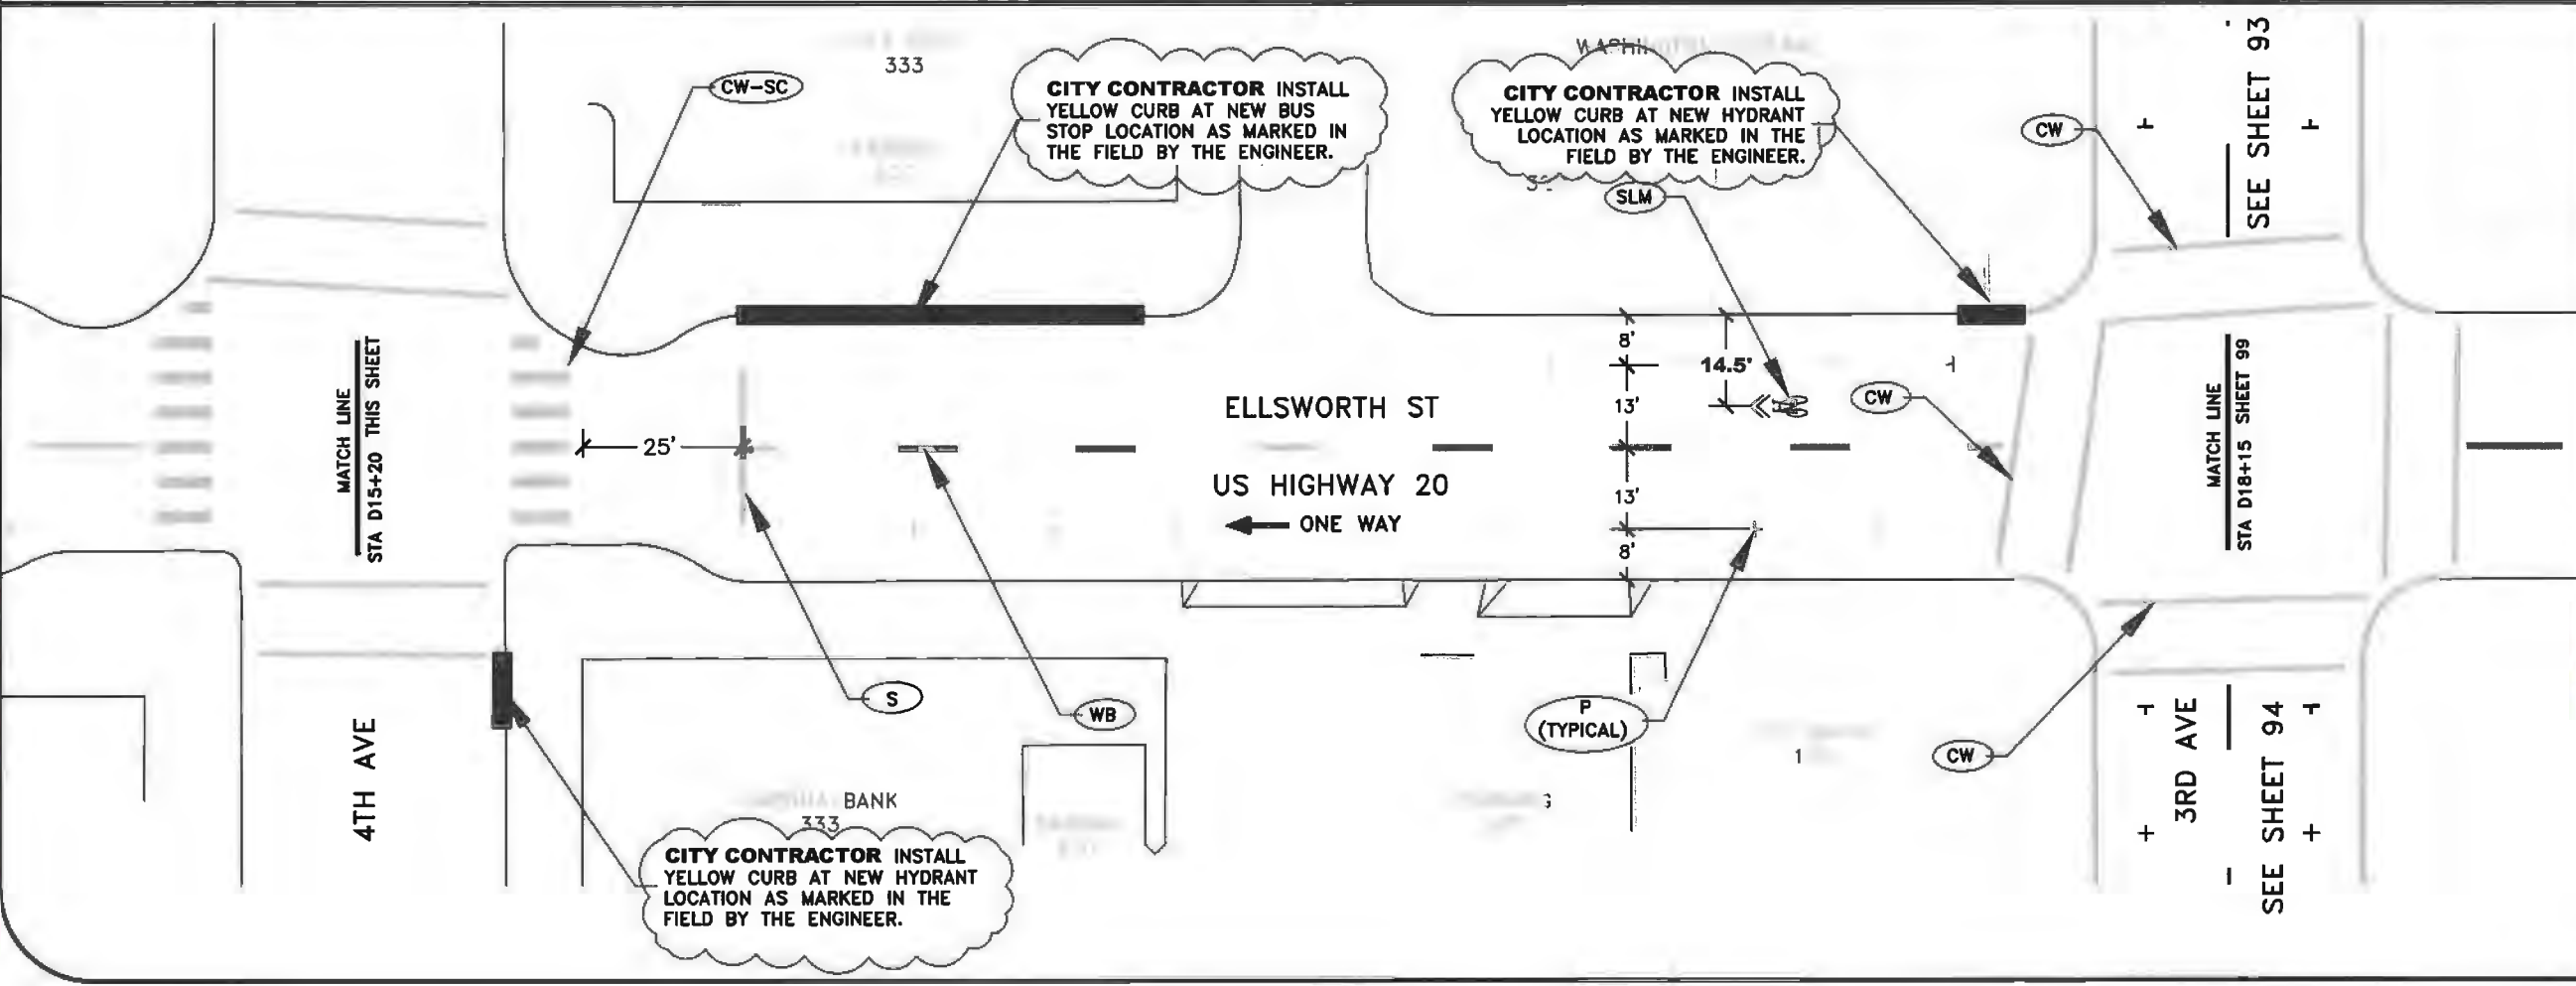 333
CW-SC
CITY CONTRACTOR INSTALL
YELLOW CURB AT NEW BUS
STOP LOCATION AS MARKED IN
THE FIELD BY THE ENGINEER.
CITY CONTRACTOR INSTALL
YELLOW CURB AT NEW HYDRANT
LOCATION AS MARKED IN THE
FIELD BY THE ENGINEER.
SLM
CW
SEE SHEET 93
MATCH LINE
STA D15+20 THIS SHEET
25'
ELLSWORTH ST
US HIGHWAY 20
ONE WAY
8'
13'
13'
8'
14.5'
CW
MATCH LINE
STA D18+15 SHEET 99
S
WB
P
(TYPICAL)
1
CW
4TH AVE
3RD AVE
SEE SHEET 94
BANK
333
CITY CONTRACTOR INSTALL
YELLOW CURB AT NEW HYDRANT
LOCATION AS MARKED IN THE
FIELD BY THE ENGINEER.